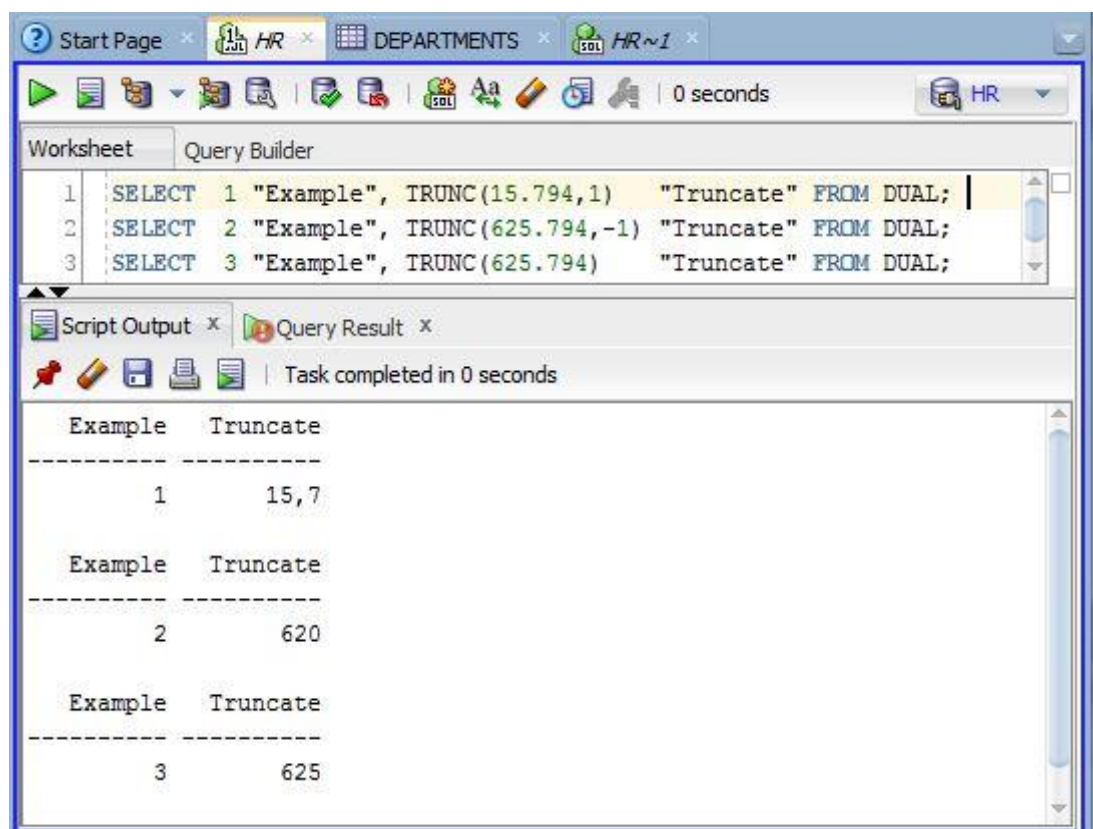 Start Page HR DEPARTMENTS HR~1
0 seconds HR
Worksheet Query Builder
1 SELECT 1 "Example", TRUNC(15.794,1) "Truncate" FROM DUAL;
2 SELECT 2 "Example", TRUNC(625.794,-1) "Truncate" FROM DUAL;
3 SELECT 3 "Example", TRUNC(625.794) "Truncate" FROM DUAL;
Script Output x Query Result x
Task completed in 0 seconds
Example Truncate
---------- ----------
1 15,7
Example Truncate
---------- ----------
2 620
Example Truncate
---------- ----------
3 625